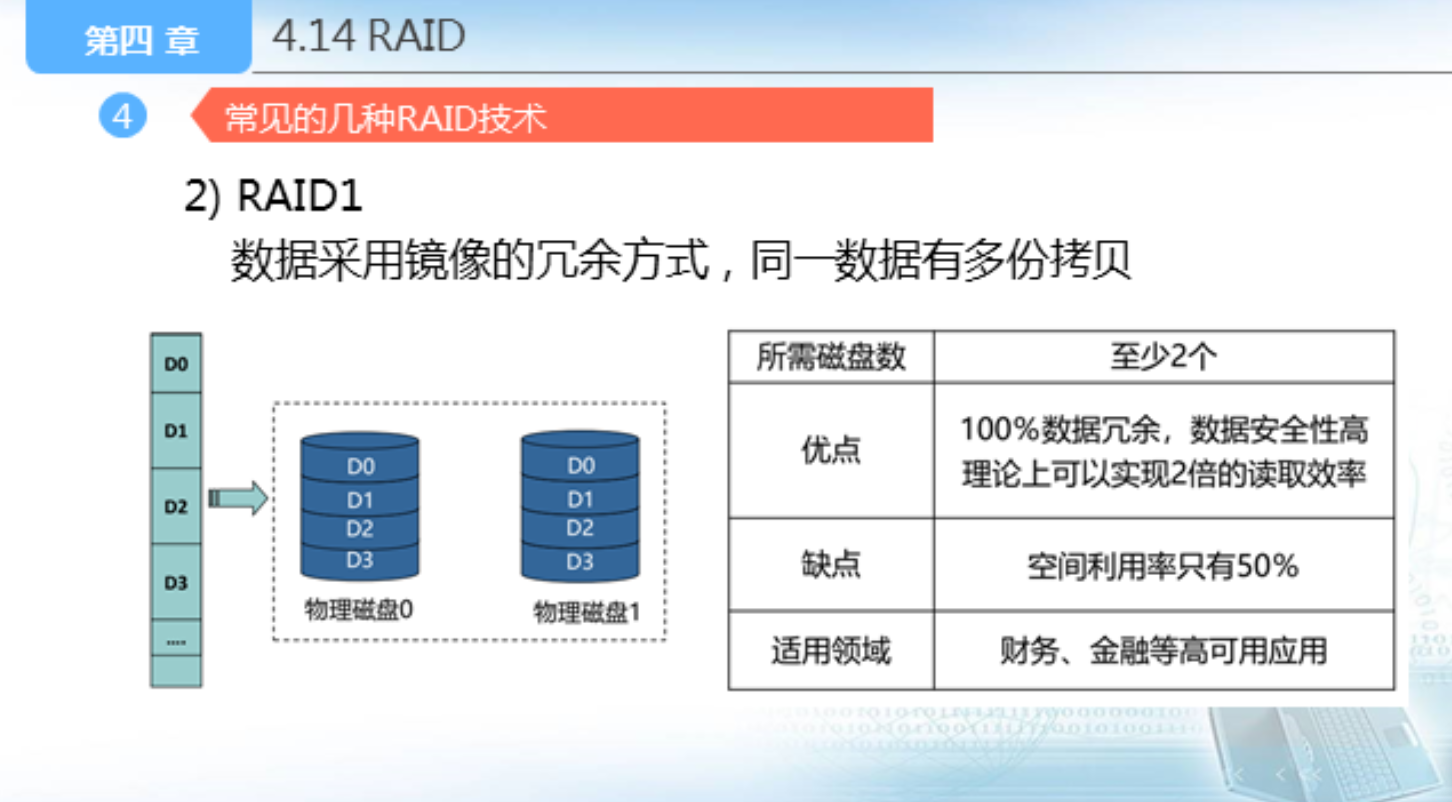 第四 章
4.14 RAID
4
常见的几种RAID技术
2) RAID1
数据采用镜像的冗余方式，同一数据有多份拷贝
D0
D1
D2
D3
....
D0
D1
D2
D3
物理磁盘0
D0
D1
D2
D3
物理磁盘1
所需磁盘数 至少2个
优点 100%数据冗余，数据安全性高
理论上可以实现2倍的读取效率
缺点 空间利用率只有50%
适用领域 财务、金融等高可用应用